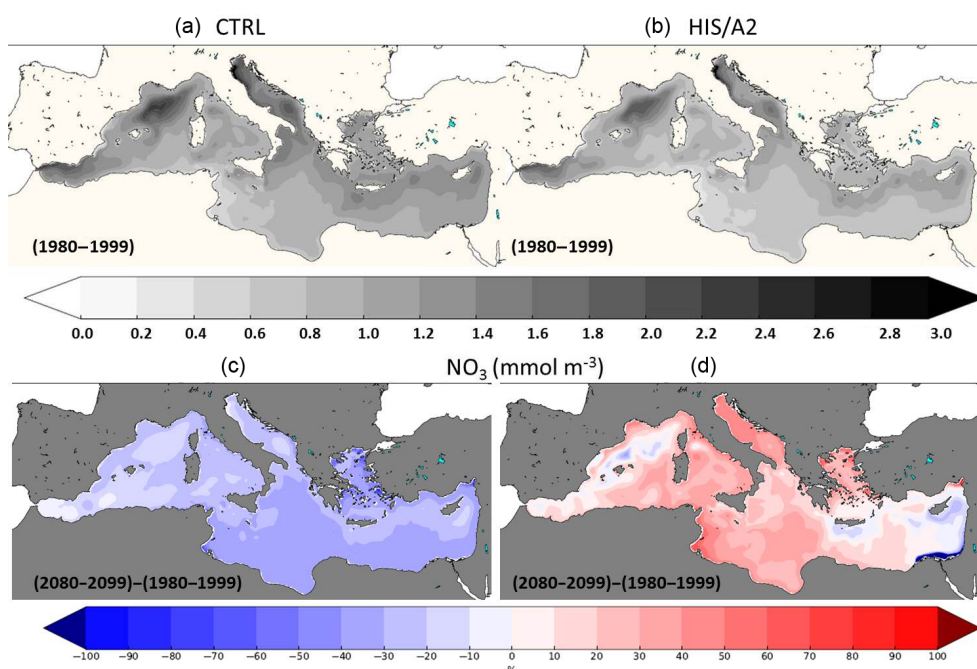 (a) CTRL
(b) HIS/A2
(1980–1999)
(1980–1999)
0.0 0.2 0.4 0.6 0.8 1.0 1.2 1.4 1.6 1.8 2.0 2.2 2.4 2.6 2.8 3.0
NO₃ (mmol m⁻³)
(c)
(d)
(2080-2099)–(1980–1999)
(2080-2099)–(1980–1999)
−100 −90 −80 −70 −60 −50 −40 −30 −20 −10 0 10 20 30 40 50 60 70 80 90 100
%